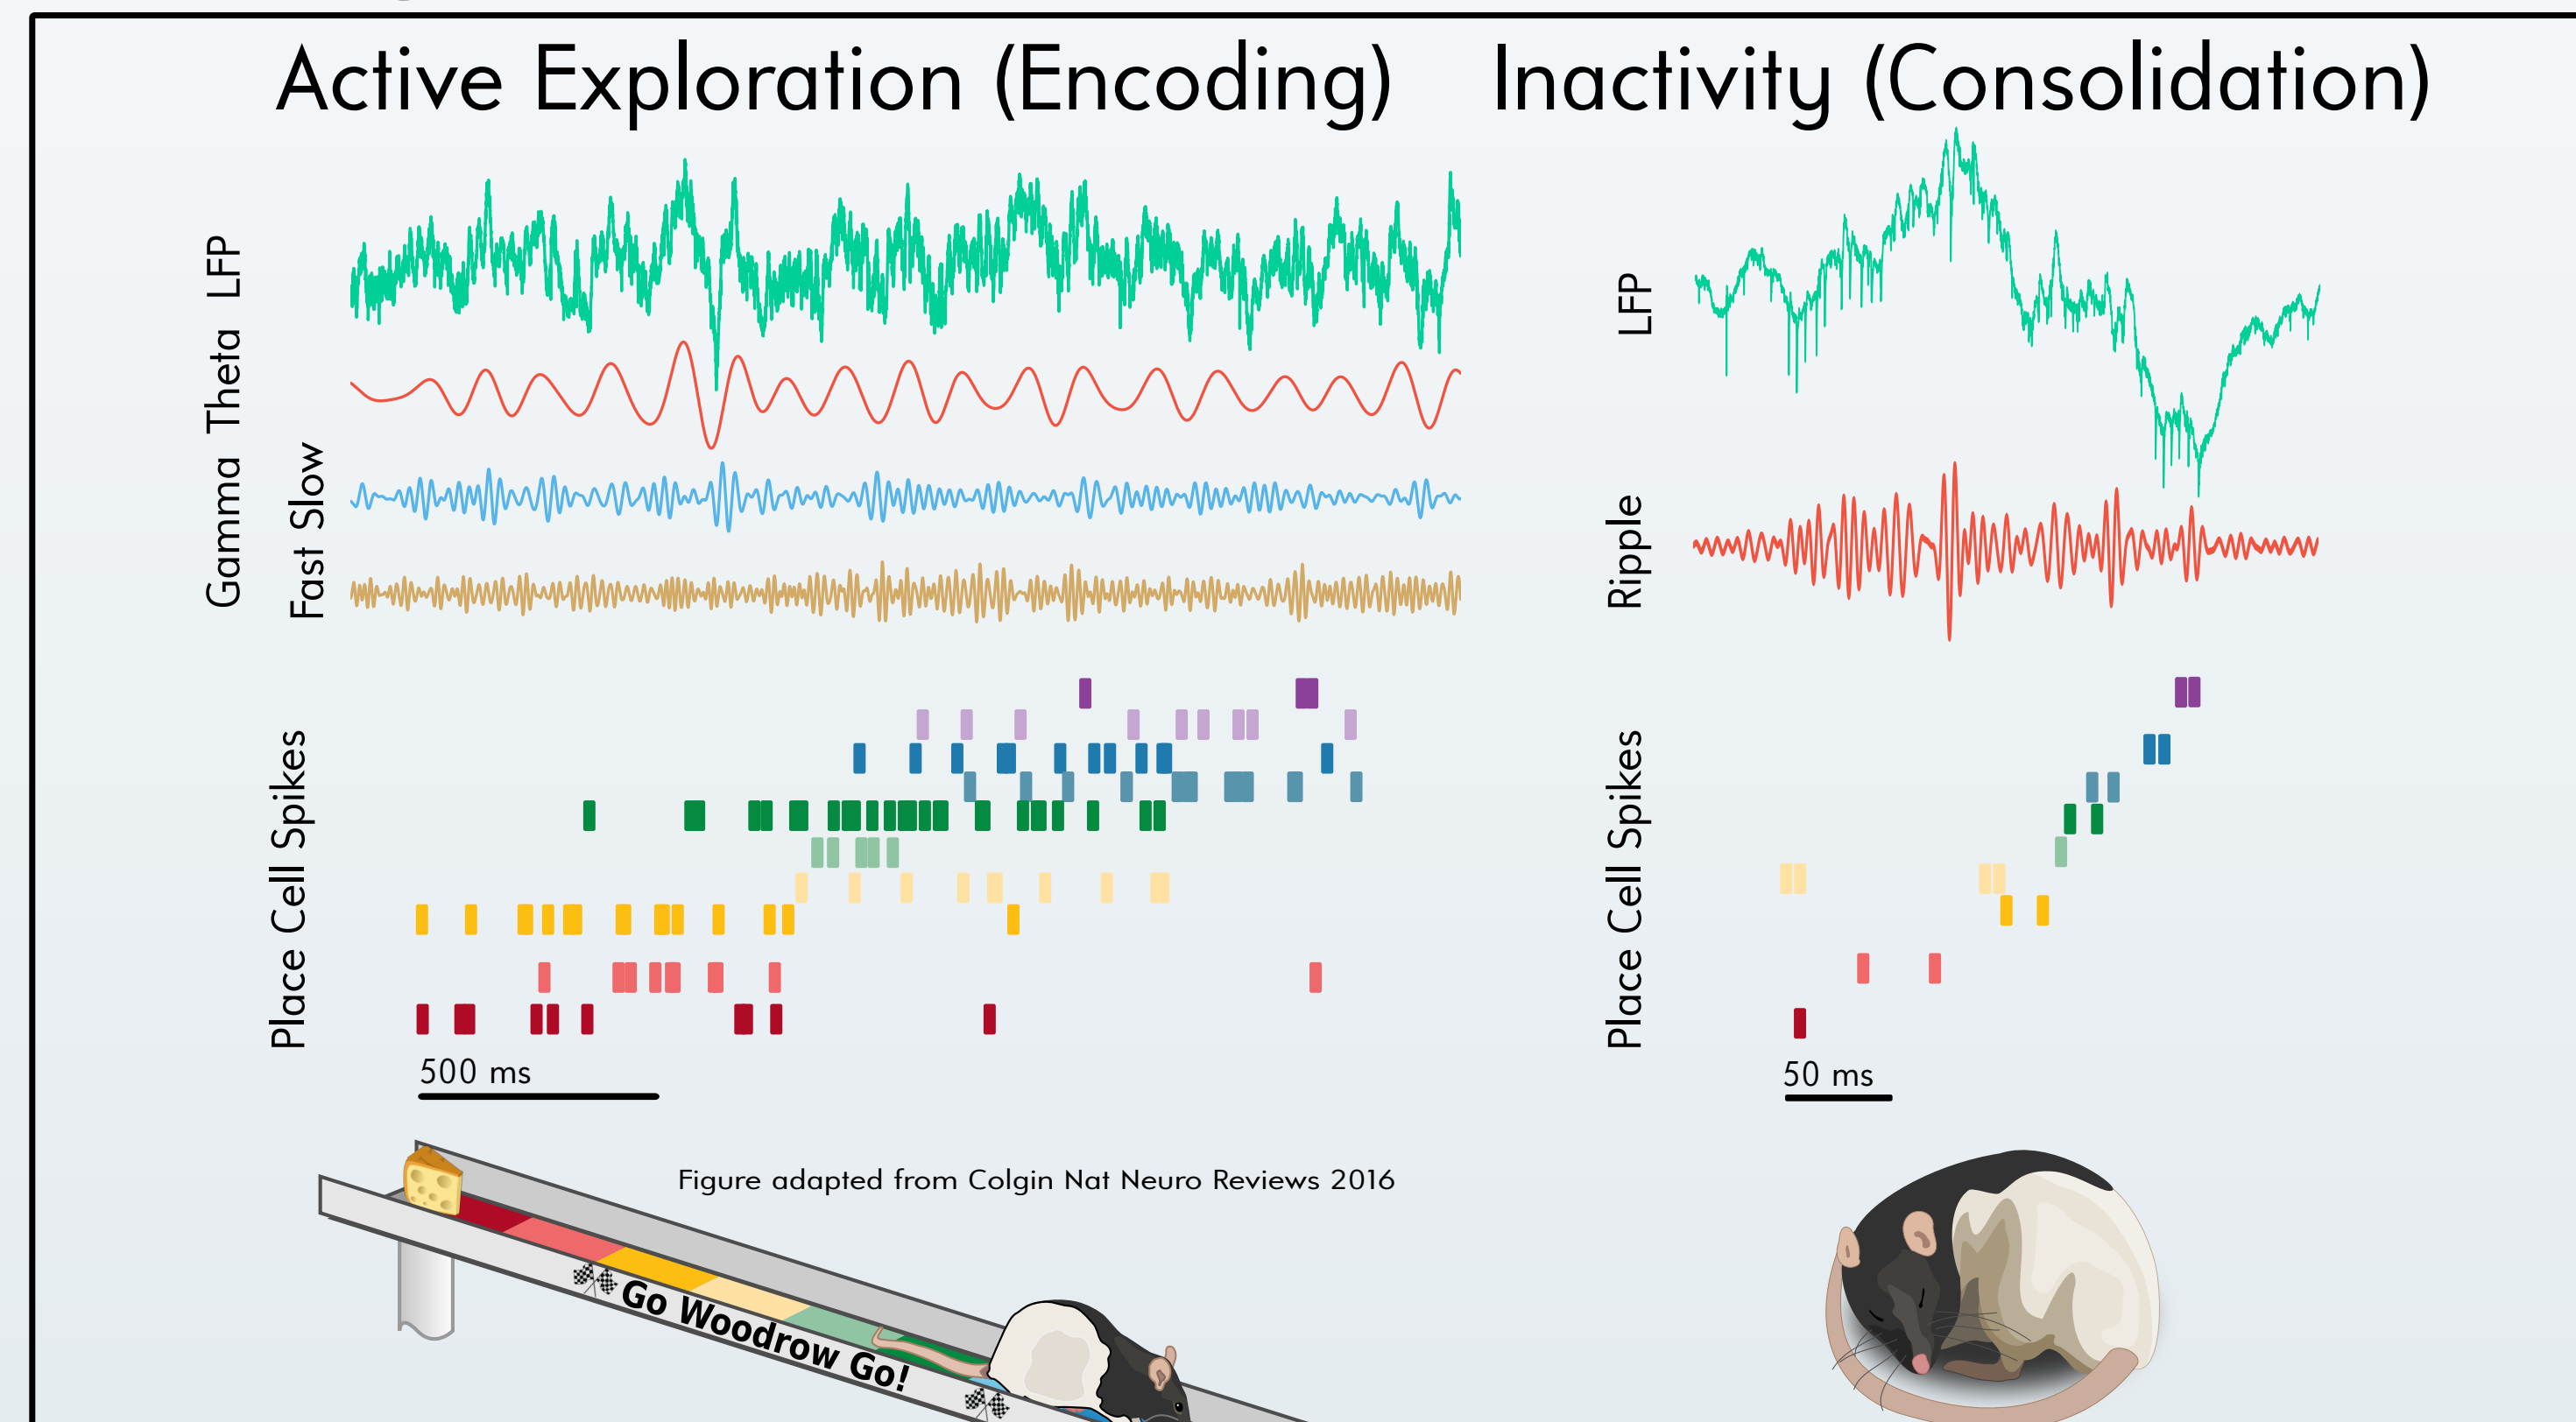 Active Exploration (Encoding)
Inactivity (Consolidation)
LFP
Theta
Gamma
Slow
Fast
Place Cell Spikes
500 ms
LFP
Ripple
Place Cell Spikes
50 ms
Figure adapted from Colgin Nat Neuro Reviews 2016
Go Woodrow Go!